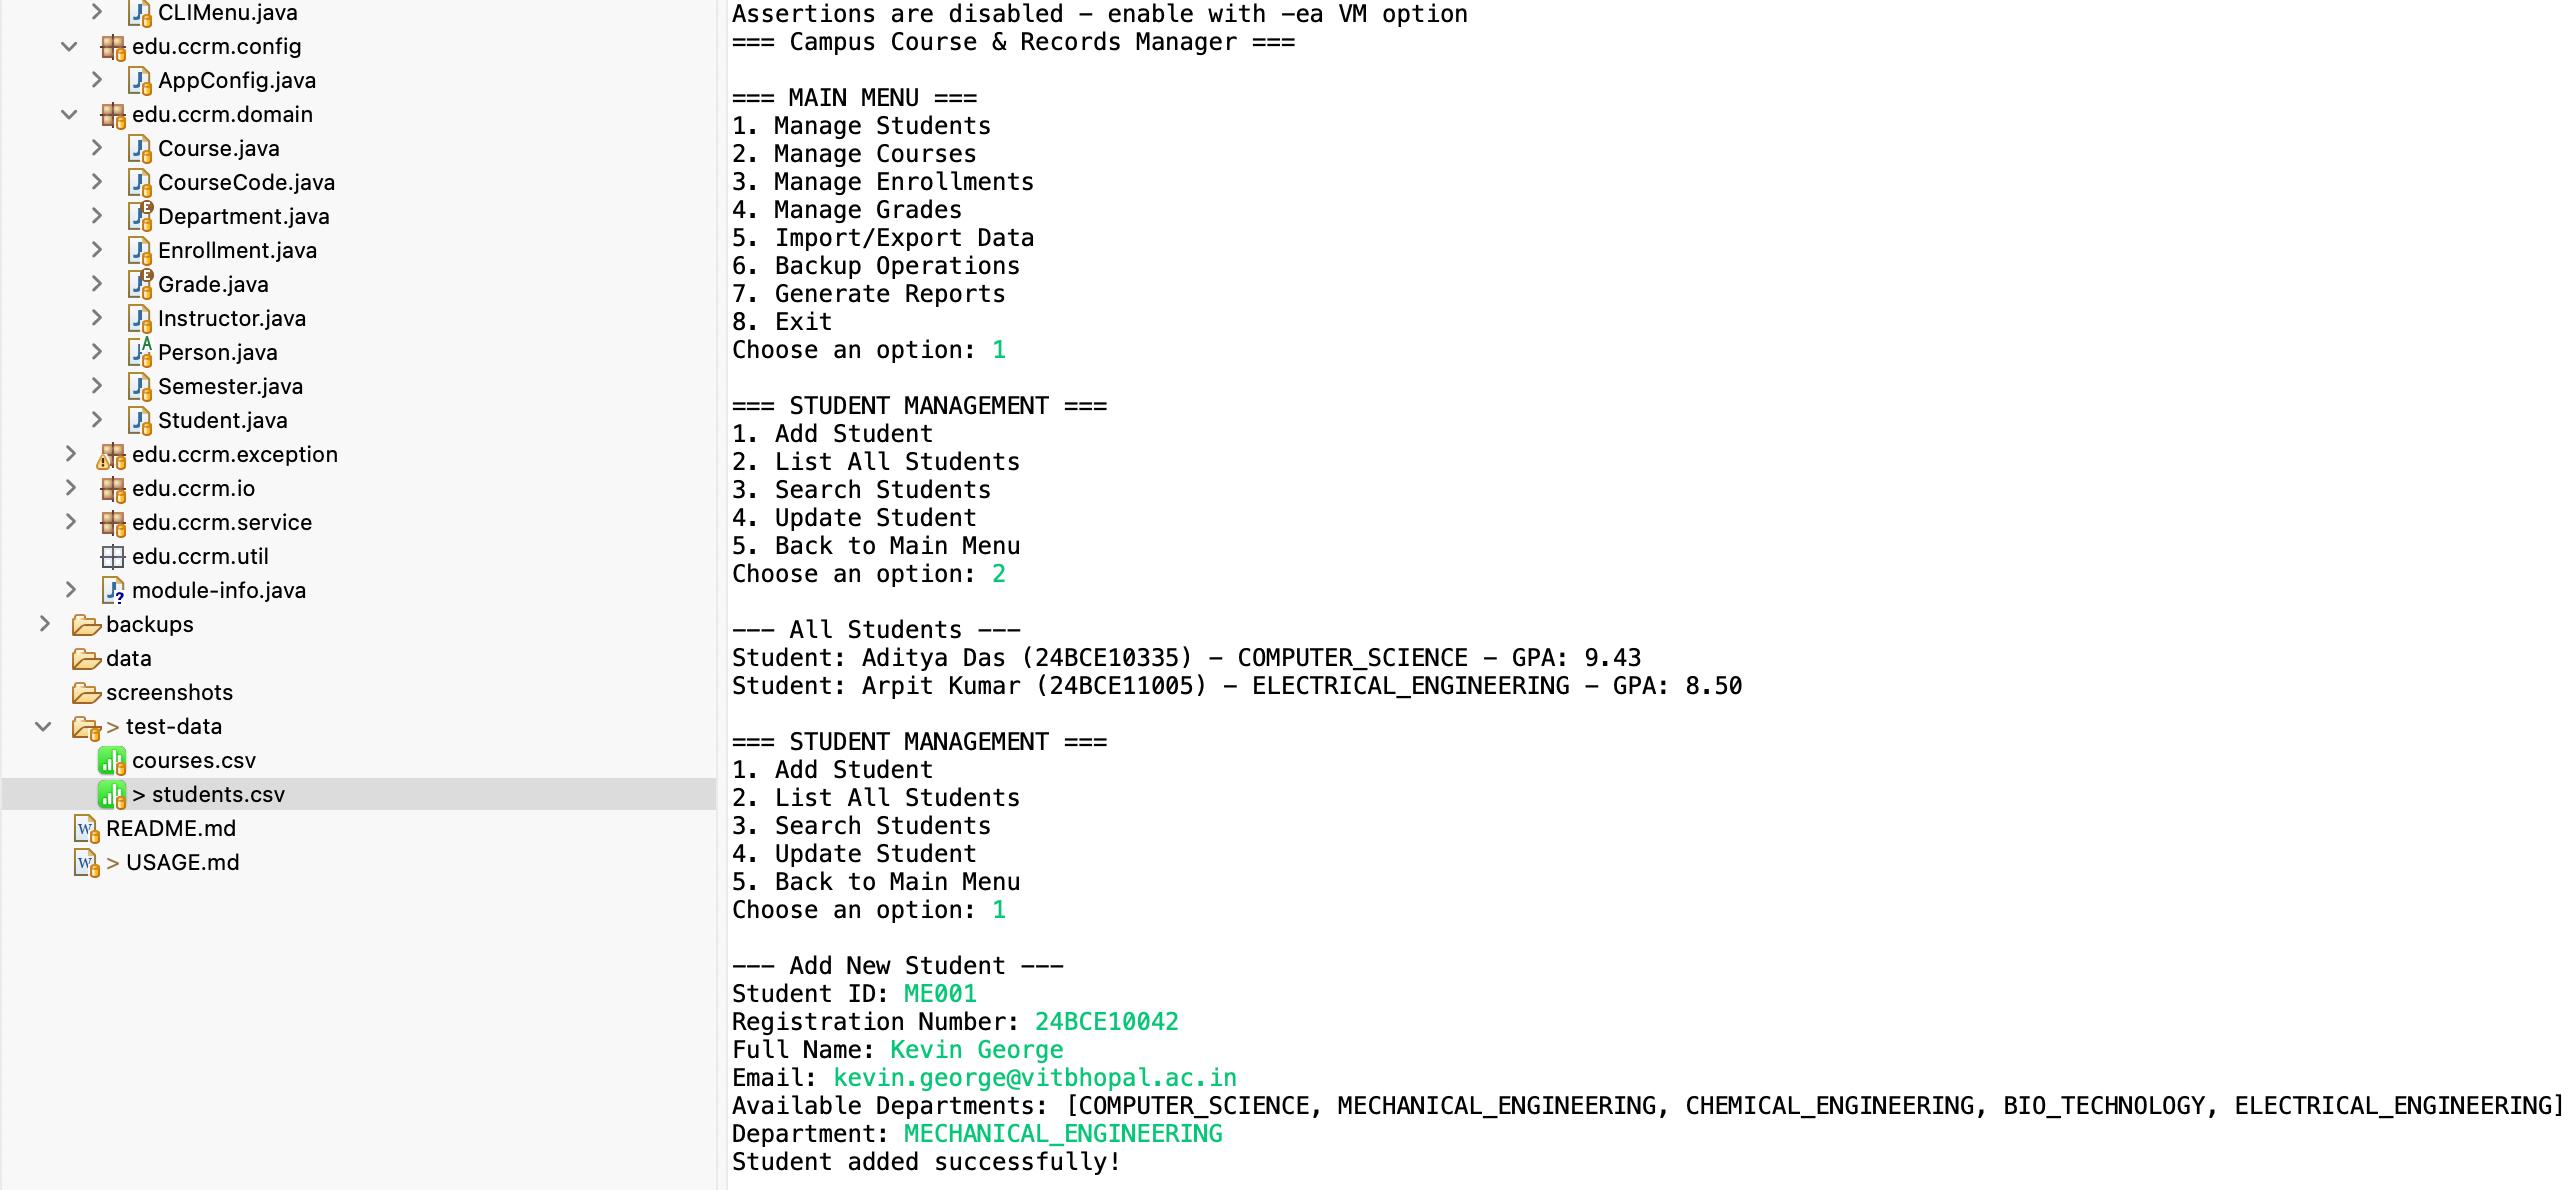 CLIMenu.java
edu.ccrm.config
AppConfig.java
edu.ccrm.domain
Course.java
CourseCode.java
Department.java
Enrollment.java
Grade.java
Instructor.java
Person.java
Semester.java
Student.java
edu.ccrm.exception
edu.ccrm.io
edu.ccrm.service
edu.ccrm.util
module-info.java
backups
data
screenshots
> test-data
courses.csv
> students.csv
README.md
> USAGE.md
Assertions are disabled - enable with -ea VM option
=== Campus Course & Records Manager ===
=== MAIN MENU ===
1. Manage Students
2. Manage Courses
3. Manage Enrollments
4. Manage Grades
5. Import/Export Data
6. Backup Operations
7. Generate Reports
8. Exit
Choose an option: 1
=== STUDENT MANAGEMENT ===
1. Add Student
2. List All Students
3. Search Students
4. Update Student
5. Back to Main Menu
Choose an option: 2
--- All Students ---
Student: Aditya Das (24BCE10335) - COMPUTER_SCIENCE - GPA: 9.43
Student: Arpit Kumar (24BCE11005) - ELECTRICAL_ENGINEERING - GPA: 8.50
=== STUDENT MANAGEMENT ===
1. Add Student
2. List All Students
3. Search Students
4. Update Student
5. Back to Main Menu
Choose an option: 1
--- Add New Student ---
Student ID: ME001
Registration Number: 24BCE10042
Full Name: Kevin George
Email: kevin.george@vitbhopal.ac.in
Available Departments: [COMPUTER_SCIENCE, MECHANICAL_ENGINEERING, CHEMICAL_ENGINEERING, BIO_TECHNOLOGY, ELECTRICAL_ENGINEERING]
Department: MECHANICAL_ENGINEERING
Student added successfully!